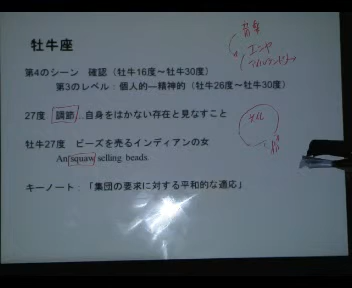 牡牛座
第4のシーン　確認（牡牛16度～牡牛30度）
第3のレベル：個人的―精神的（牡牛26度～牡牛30度）
27度　調節…自身をはかない存在と見なすこと
牡牛27度　ビーズを売るインディアンの女
An squaw selling beads.
キーノート：「集団の要求に対する平和的な適応」
音楽
エンヤ